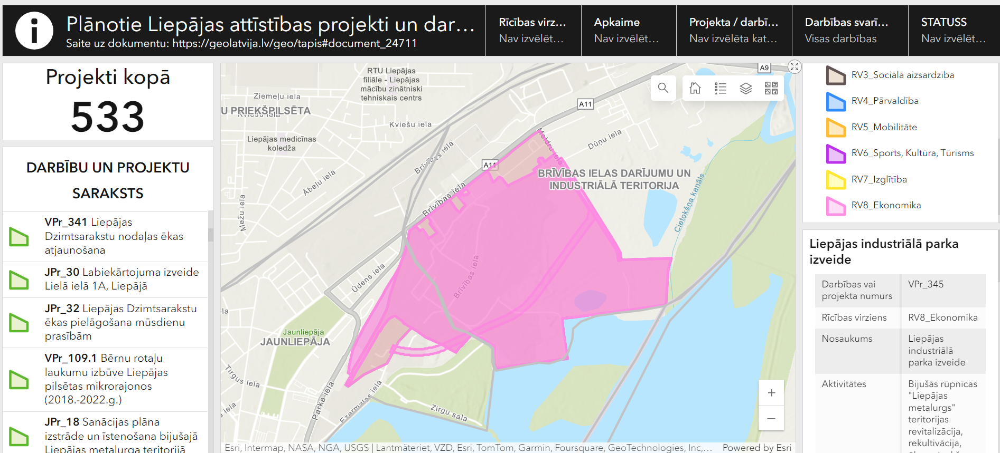 Plānotie Liepājas attīstības projekti un dar...
Saite uz dokumentu: https://geolatvija.lv/geo/tapis#document_24711
Rīcības virz...
Nav izvēlēt...
Apkaime
Nav izvēlēt...
Projekta / darbī...
Nav izvēlēta kat...
Darbības svarī...
Visas darbības
STATUSS
Nav izvēlēt...
Projekti kopā
533
DARBĪBU UN PROJEKTU
SARAKSTS
VPr_341 Liepājas
Dzimtsarakstu nodaļas ēkas
atjaunošana
JPr_30 Labiekārtojuma izveide
Lielā ielā 1A, Liepājā
JPr_32 Liepājas Dzimtsarakstu
ēkas pielāgošana mūsdienu
prasībām
VPr_109.1 Bērnu rotaļu
laukumu izbūve Liepājas
pilsētas mikrorajonos
(2018.-2022.g.)
JPr_18 Sanācijas plāna
izstrāde un īstenošana bijušajā
Liepājas metalurga teritorijā
RTU Liepājas
filiāle - Liepājas
mācību zinātniski
tehniskais centrs
A9
Ziemeļu iela
A11
U PRIEKŠPILSĒTA
Kviešu iela
Kviešu iela
Liepājas medicīnas
koledža
Meldru iela
Dūņu iela
Brīvības iela
A11
BRĪVĪBAS IELAS DARĪJUMU UN
INDUSTRIĀLĀ TERITORIJA
Ābeļu iela
Mežu iela
Brīvības iela
Cietokšņa kanāls
Ūdens iela
Brīvības iela
ela
Jaunliepāja
JAUNLIEPĀJA
Tirgus iela
Parka iela
Ezermalas iela
Zirgu sala
u iela
+
−
Esri, Intermap, NASA, NGA, USGS | Lantmäteriet, VZD, Esri, TomTom, Garmin, Foursquare, GeoTechnologies, Inc,...
Powered by Esri
RV3_Sociālā aizsardzība
RV4_Pārvaldība
RV5_Mobilitāte
RV6_Sports, Kultūra, Tūrisms
RV7_Izglītība
RV8_Ekonomika
Liepājas industriālā parka
izveide
Darbības vai
projekta numurs
VPr_345
Rīcības virziens
RV8_Ekonomika
Nosaukums
Liepājas
industriālā
parka izveide
Aktivitātes
Bijušās rūpnīcas
"Liepājas
metalurgs"
teritorijas
revitalizācija,
rekultivācija,